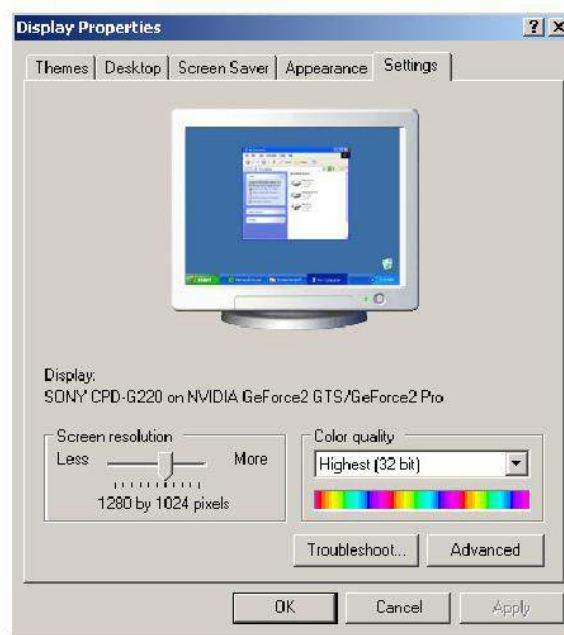 Display Properties
Themes Desktop Screen Saver Appearance Settings
Display:
SONY CPD-G220 on NVIDIA GeForce2 GTS/GeForce2 Pro
Screen resolution
Less More
1280 by 1024 pixels
Color quality
Highest (32 bit)
Troubleshoot... Advanced
OK Cancel Apply